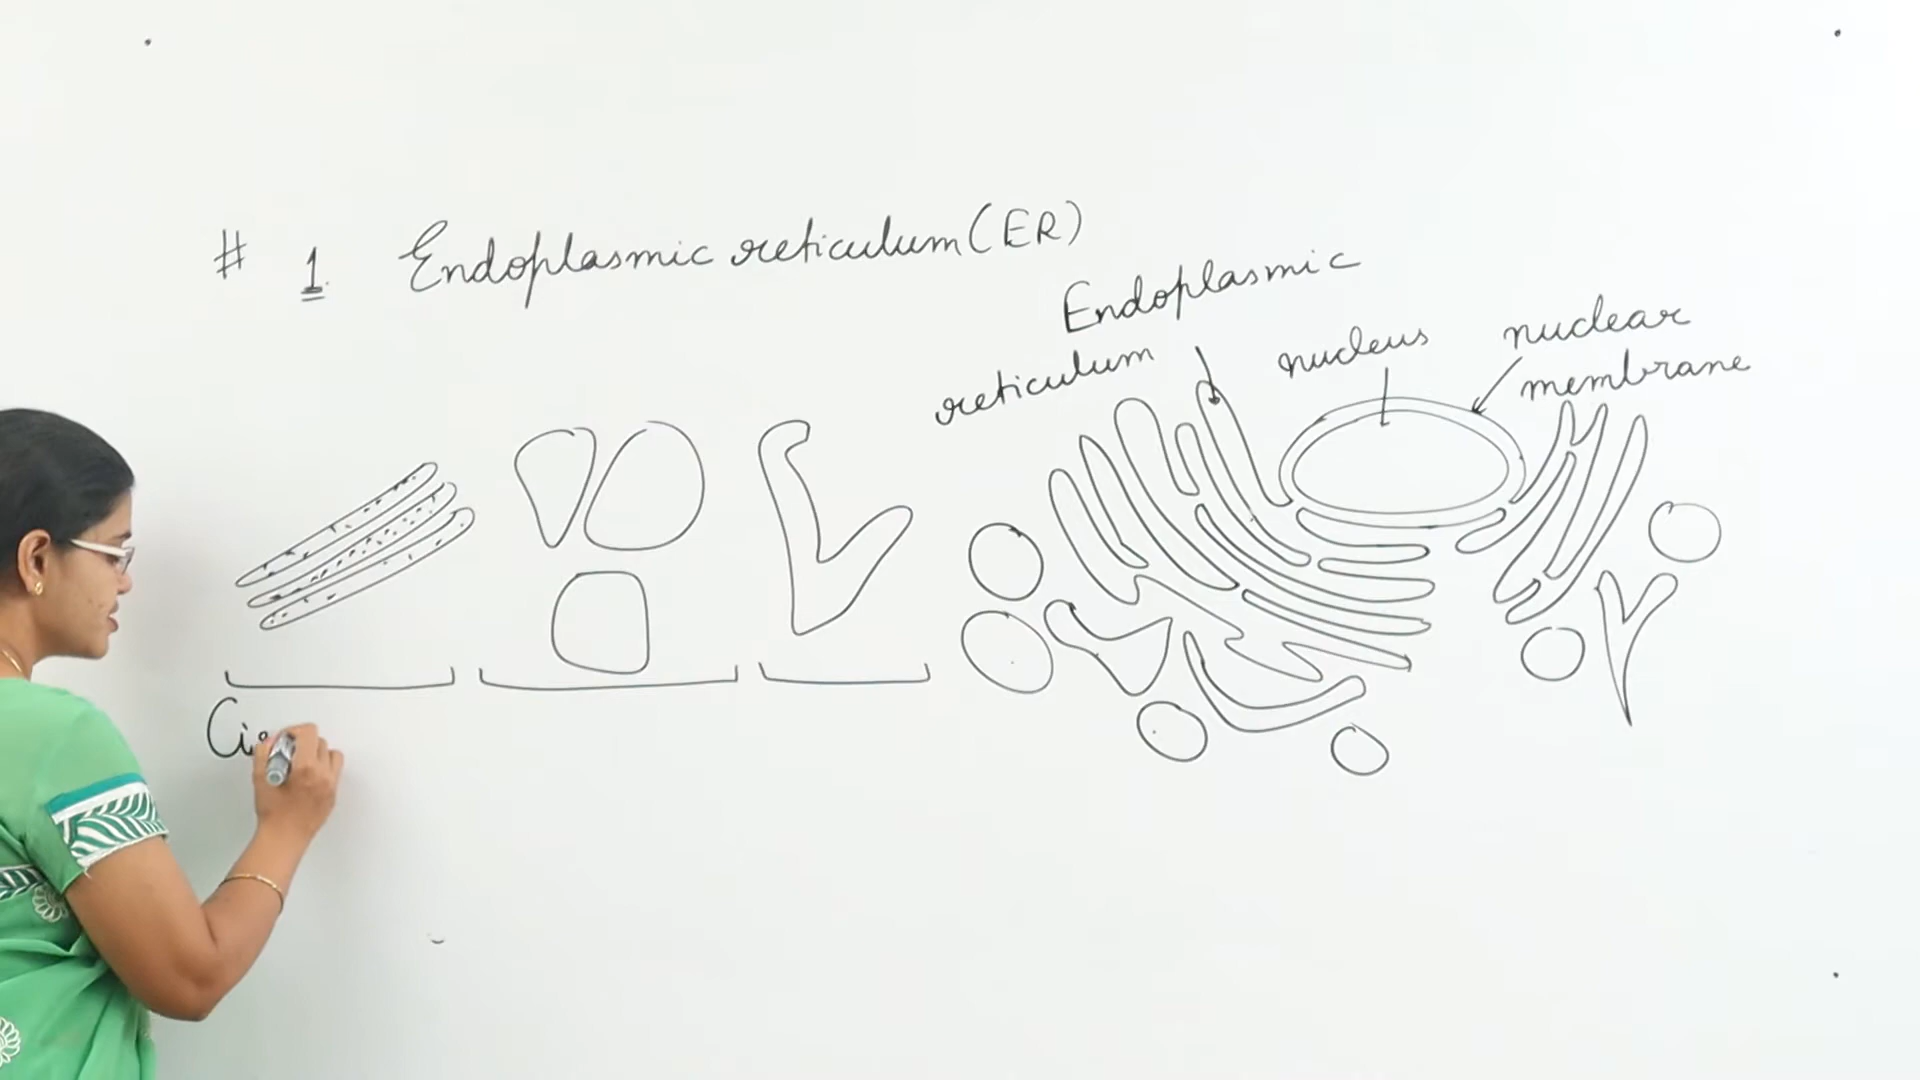 # 1 Endoplasmic reticulum (ER)
Endoplasmic
reticulum
nucleus
nuclear
membrane